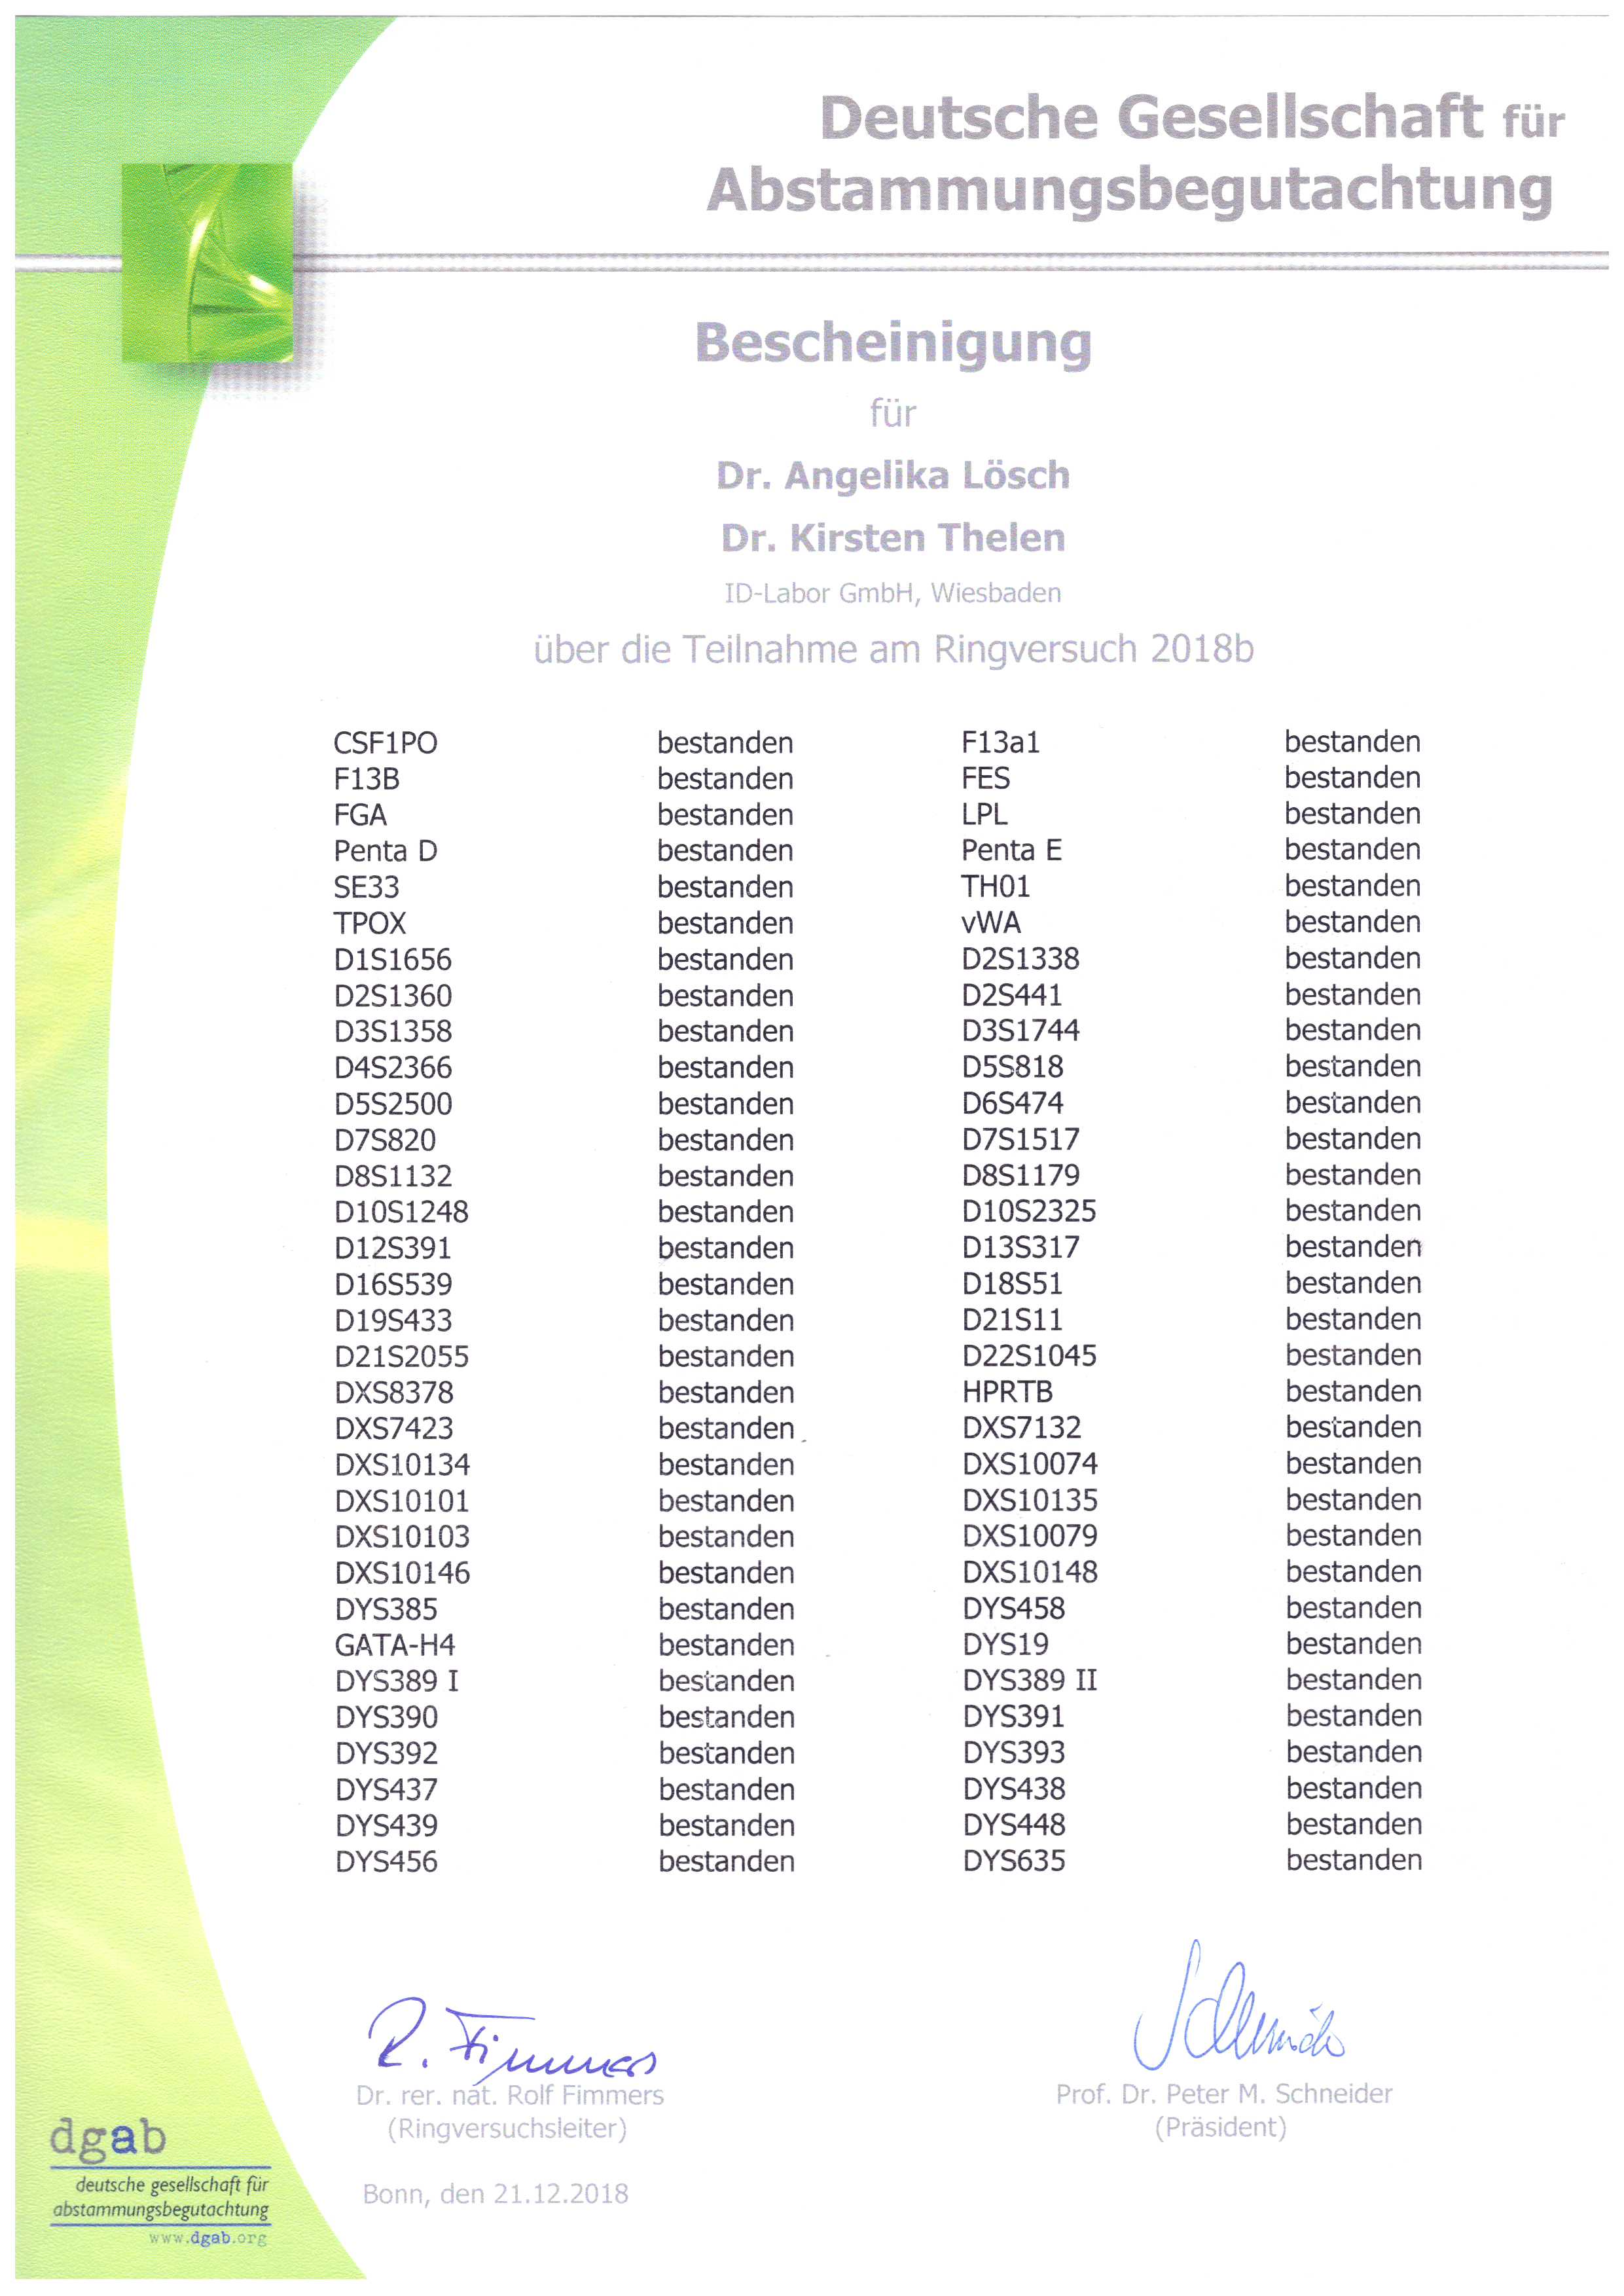 Deutsche Gesellschaft für
Abstammungsbegutachtung
Bescheinigung
für
Dr. Angelika Lösch
Dr. Kirsten Thelen
ID-Labor GmbH, Wiesbaden
über die Teilnahme am Ringversuch 2018b
CSF1PO bestanden F13a1 bestanden
F13B bestanden FES bestanden
FGA bestanden LPL bestanden
Penta D bestanden Penta E bestanden
SE33 bestanden TH01 bestanden
TPOX bestanden vWA bestanden
D1S1656 bestanden D2S1338 bestanden
D2S1360 bestanden D2S441 bestanden
D3S1358 bestanden D3S1744 bestanden
D4S2366 bestanden D5S818 bestanden
D5S2500 bestanden D6S474 bestanden
D7S820 bestanden D7S1517 bestanden
D8S1132 bestanden D8S1179 bestanden
D10S1248 bestanden D10S2325 bestanden
D12S391 bestanden D13S317 bestanden
D16S539 bestanden D18S51 bestanden
D19S433 bestanden D21S11 bestanden
D21S2055 bestanden D22S1045 bestanden
DXS8378 bestanden HPRTB bestanden
DXS7423 bestanden DXS7132 bestanden
DXS10134 bestanden DXS10074 bestanden
DXS10101 bestanden DXS10135 bestanden
DXS10103 bestanden DXS10079 bestanden
DXS10146 bestanden DXS10148 bestanden
DYS385 bestanden DYS458 bestanden
GATA-H4 bestanden DYS19 bestanden
DYS389 I bestanden DYS389 II bestanden
DYS390 bestanden DYS391 bestanden
DYS392 bestanden DYS393 bestanden
DYS437 bestanden DYS438 bestanden
DYS439 bestanden DYS448 bestanden
DYS456 bestanden DYS635 bestanden
R. Fimmers
Dr. rer. nat. Rolf Fimmers Prof. Dr. Peter M. Schneider
(Ringversuchsleiter) (Präsident)
Bonn, den 21.12.2018
dgab
deutsche gesellschaft für
abstammungsbegutachtung
www.dgab.org